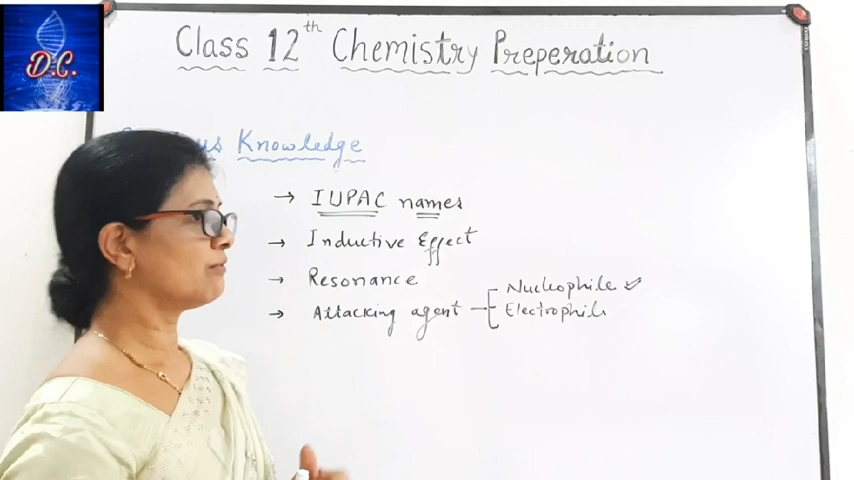 D.C.
Class 12th Chemistry Preperation
Knowledge
→ IUPAC names
→ Inductive Effect
→ Resonance
→ Attacking agent - Nucleophile ✓
Electrophile